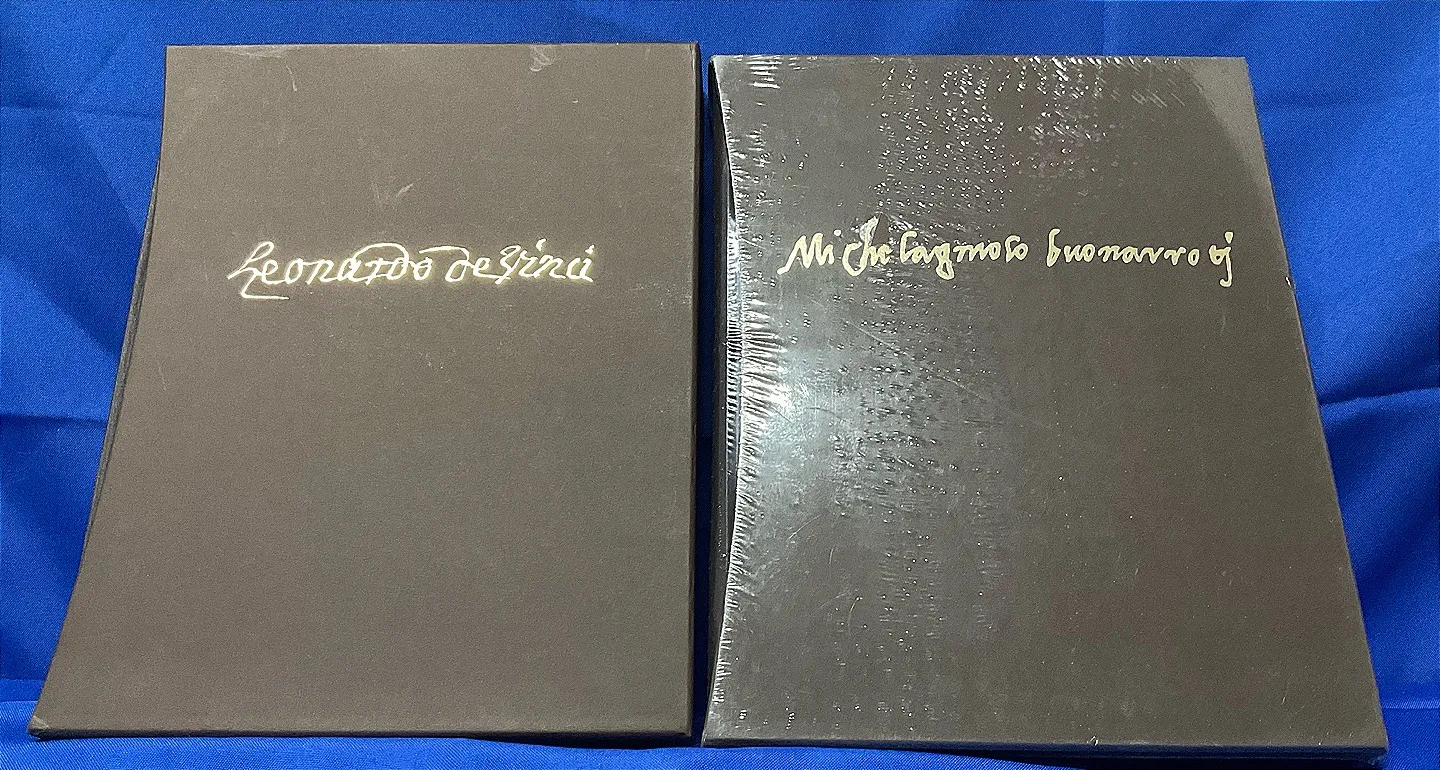 Leonardo de Vinci
Michelagniolo buonarroti